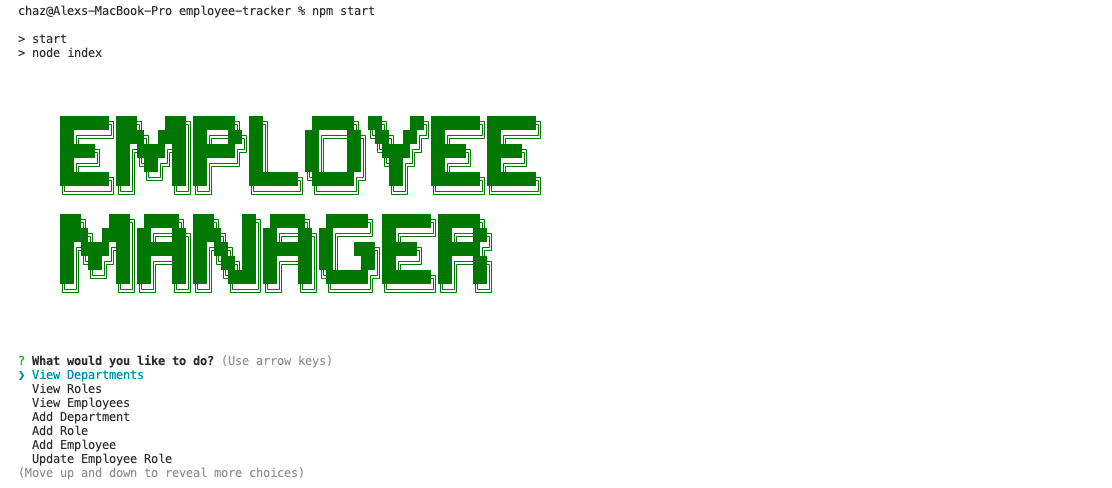 chaz@Alexs-MacBook-Pro employee-tracker % npm start
> start
> node index
EMPLOYEE
MANAGER
? What would you like to do? (Use arrow keys)
❯ View Departments
View Roles
View Employees
Add Department
Add Role
Add Employee
Update Employee Role
(Move up and down to reveal more choices)